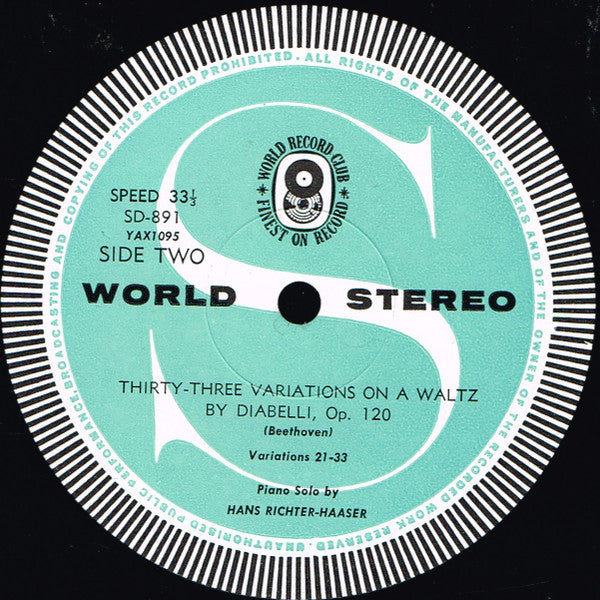 ALL RIGHTS OF THE MANUFACTURERS AND OF THE OWNER OF THE RECORDED WORK RESERVED. UNAUTHORISED PUBLIC PERFORMANCE, BROADCASTING AND COPYING OF THIS RECORD PROHIBITED.
WORLD RECORD CLUB
FINEST ON RECORD
SPEED 33⅓
SD-891
YAX1095
SIDE TWO
WORLD STEREO
S
THIRTY-THREE VARIATIONS ON A WALTZ
BY DIABELLI, Op. 120
(Beethoven)
Variations 21-33
Piano Solo by
HANS RICHTER-HAASER